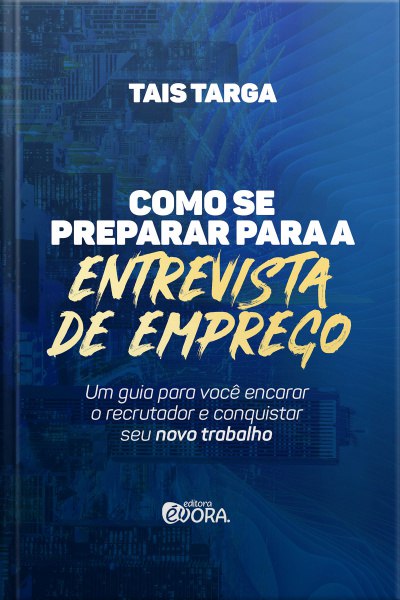 TAIS TARGA
COMO SE
PREPARAR PARA A
ENTREVISTA
DE EMPREGO
Um guia para você encarar
o recrutador e conquistar
seu novo trabalho
editora
ÉVORA.